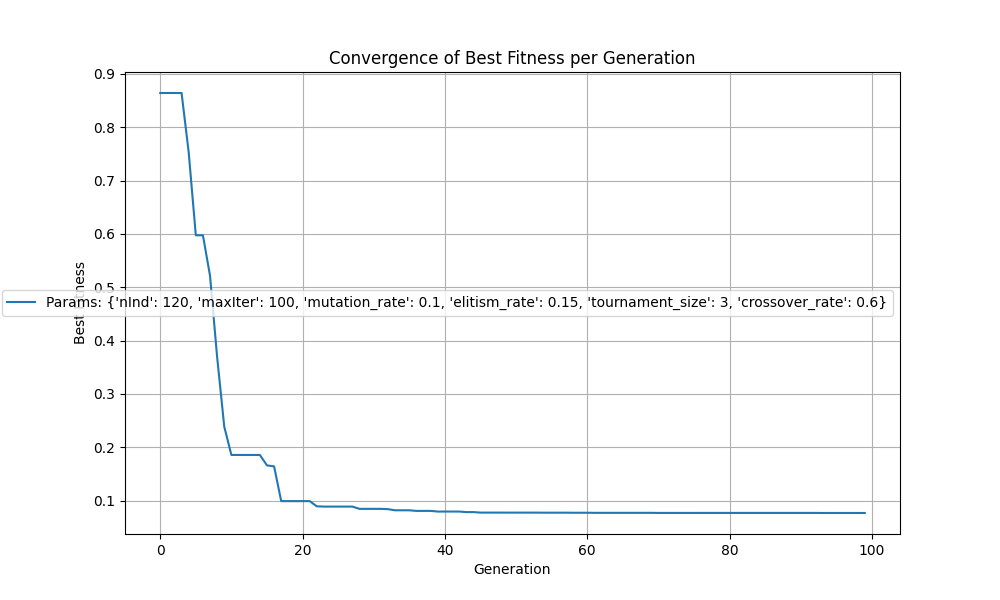 Convergence of Best Fitness per Generation
0.9
0.8
0.7
0.6
0.5
0.4
0.3
0.2
0.1
Best Fitness
Params: {'nInd': 120, 'maxIter': 100, 'mutation_rate': 0.1, 'elitism_rate': 0.15, 'tournament_size': 3, 'crossover_rate': 0.6}
0 20 40 60 80 100
Generation